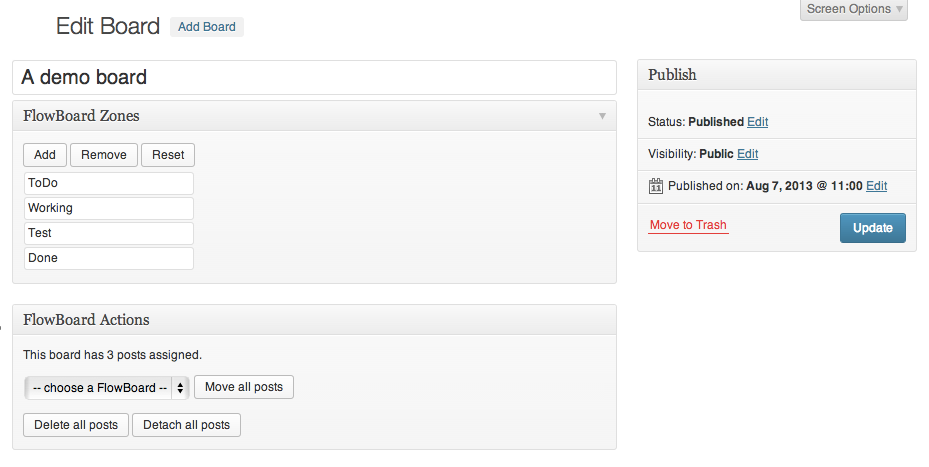 Screen Options
Edit Board Add Board
A demo board
FlowBoard Zones
Add Remove Reset
ToDo
Working
Test
Done
FlowBoard Actions
This board has 3 posts assigned.
-- choose a FlowBoard -- Move all posts
Delete all posts Detach all posts
Publish
Status: Published Edit
Visibility: Public Edit
11 Published on: Aug 7, 2013 @ 11:00 Edit
Move to Trash Update